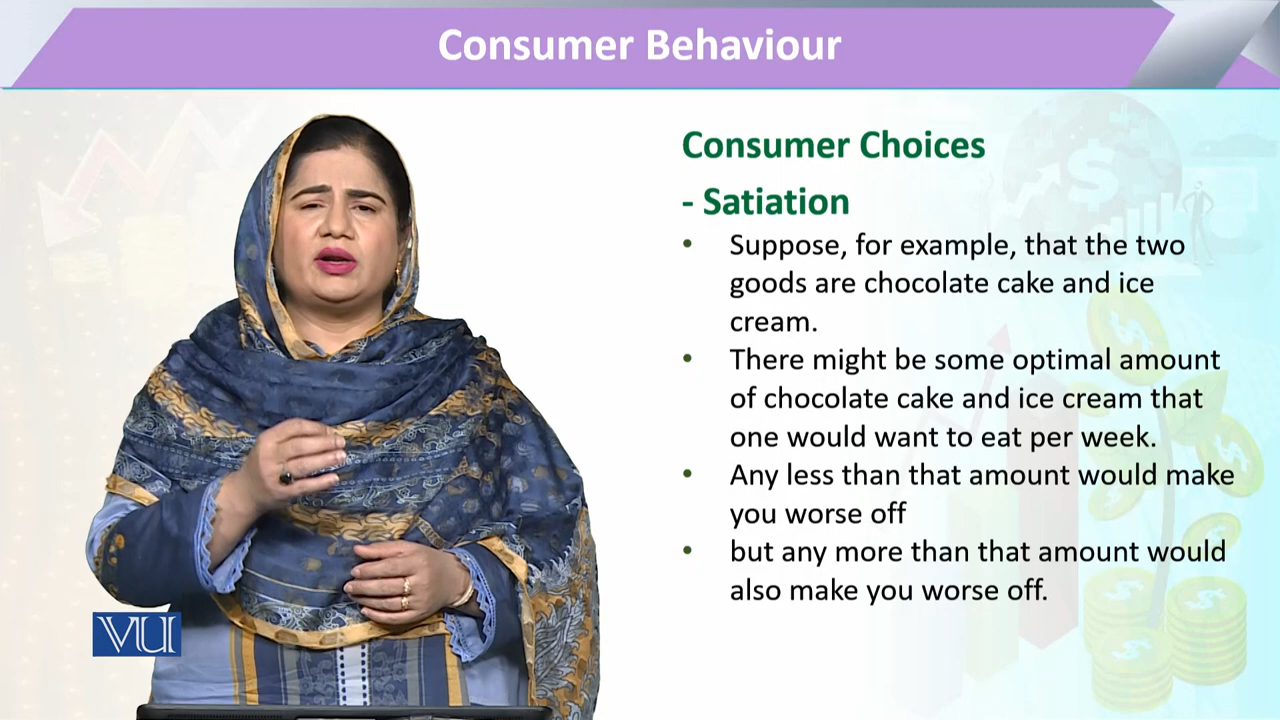 Consumer Behaviour
Consumer Choices
- Satiation
• Suppose, for example, that the two
goods are chocolate cake and ice
cream.
• There might be some optimal amount
of chocolate cake and ice cream that
one would want to eat per week.
• Any less than that amount would make
you worse off
• but any more than that amount would
also make you worse off.
VU